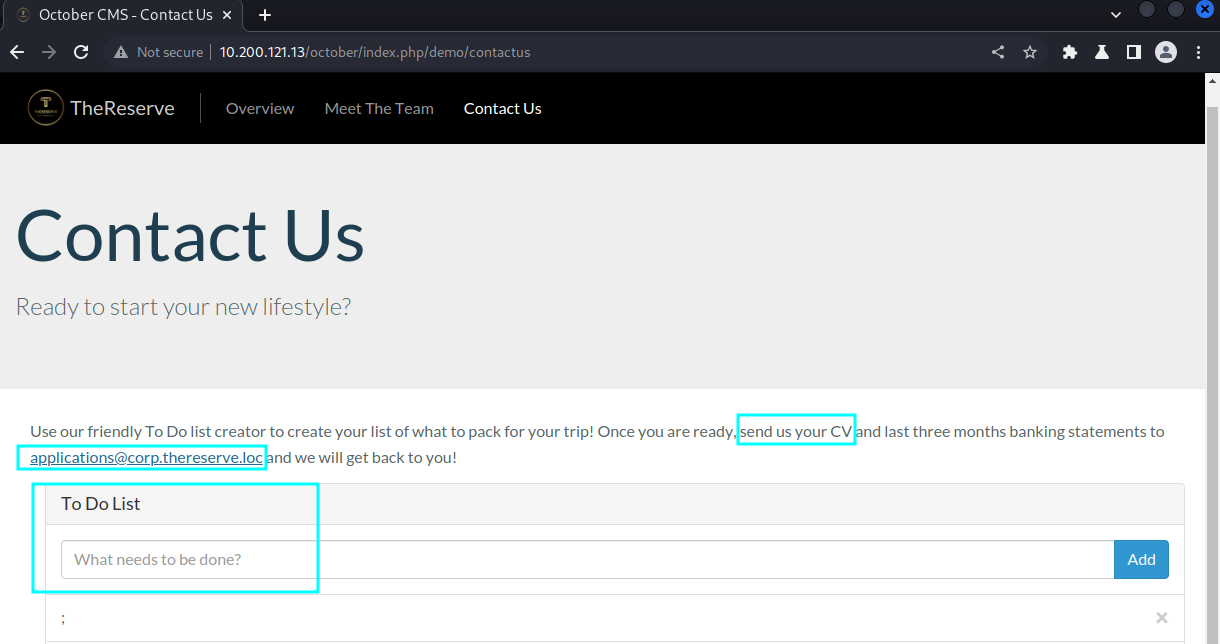 October CMS - Contact Us
Not secure 10.200.121.13/october/index.php/demo/contactus
TheReserve Overview Meet The Team Contact Us
Contact Us
Ready to start your new lifestyle?
Use our friendly To Do list creator to create your list of what to pack for your trip! Once you are ready, send us your CV and last three months banking statements to
applications@corp.thereserve.loc and we will get back to you!
To Do List
What needs to be done? Add
;